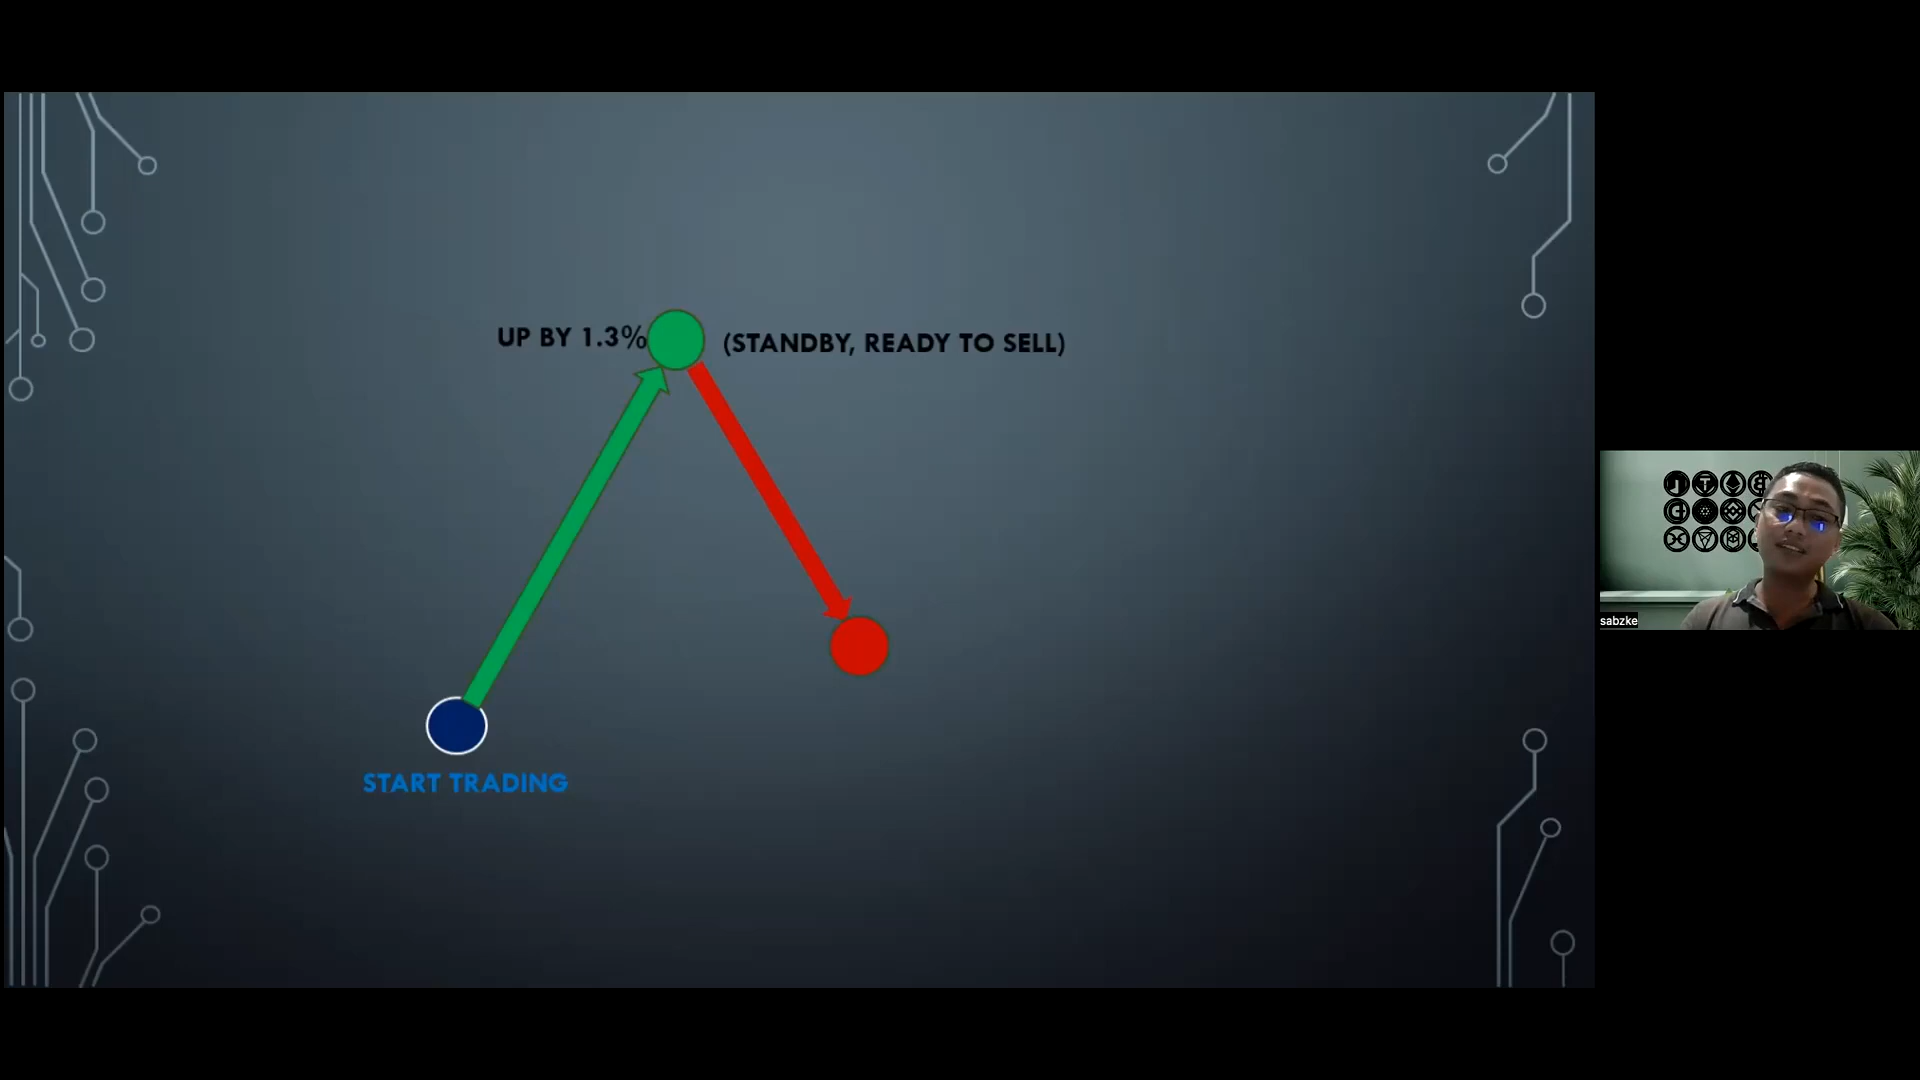 UP BY 1.3%
(STANDBY, READY TO SELL)
START TRADING
sabzke